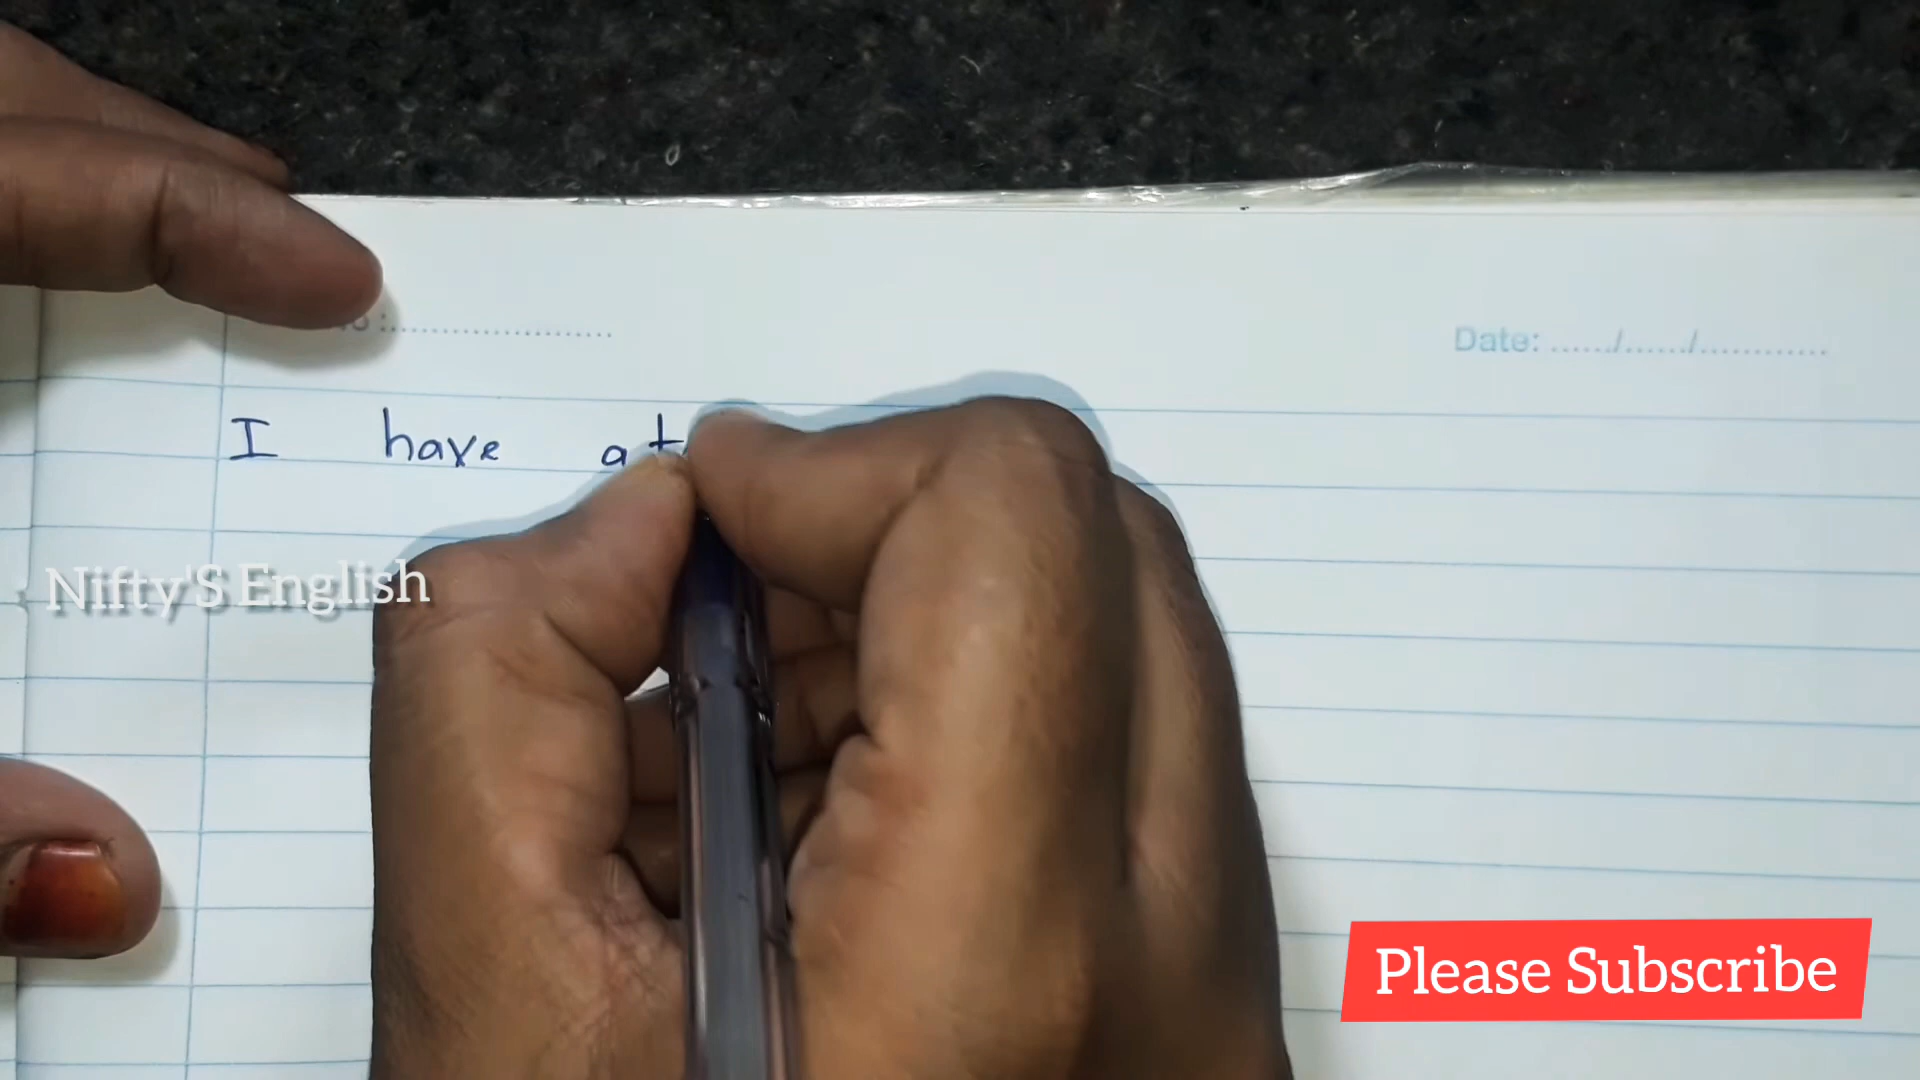 Date: ....../....../............
I have at
Nifty'S English
Please Subscribe